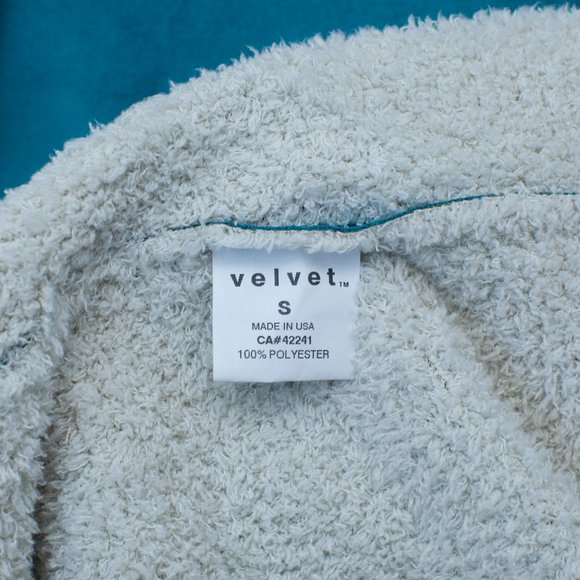 velvet™
S
MADE IN USA
CA#42241
100% POLYESTER